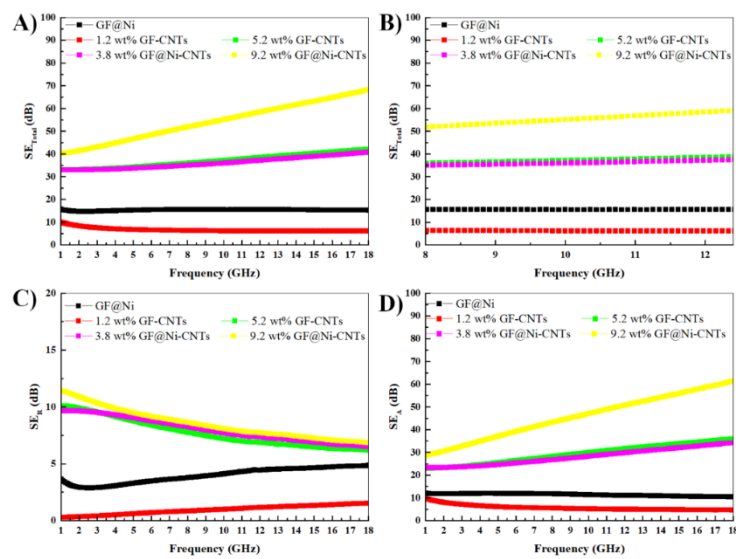 A)
GF@Ni
1.2 wt% GF-CNTs 5.2 wt% GF-CNTs
3.8 wt% GF@Ni-CNTs 9.2 wt% GF@Ni-CNTs
SE_Total (dB)
100
90
80
70
60
50
40
30
20
10
0
1 2 3 4 5 6 7 8 9 10 11 12 13 14 15 16 17 18
Frequency (GHz)
B)
GF@Ni
1.2 wt% GF-CNTs 5.2 wt% GF-CNTs
3.8 wt% GF@Ni-CNTs 9.2 wt% GF@Ni-CNTs
SE_Total (dB)
100
90
80
70
60
50
40
30
20
10
0
8 9 10 11 12
Frequency (GHz)
C)
GF@Ni
1.2 wt% GF-CNTs 5.2 wt% GF-CNTs
3.8 wt% GF@Ni-CNTs 9.2 wt% GF@Ni-CNTs
SE_R (dB)
20
15
10
5
0
1 2 3 4 5 6 7 8 9 10 11 12 13 14 15 16 17 18
Frequency (GHz)
D)
GF@Ni
1.2 wt% GF-CNTs 5.2 wt% GF-CNTs
3.8 wt% GF@Ni-CNTs 9.2 wt% GF@Ni-CNTs
SE_A (dB)
100
90
80
70
60
50
40
30
20
10
0
1 2 3 4 5 6 7 8 9 10 11 12 13 14 15 16 17 18
Frequency (GHz)